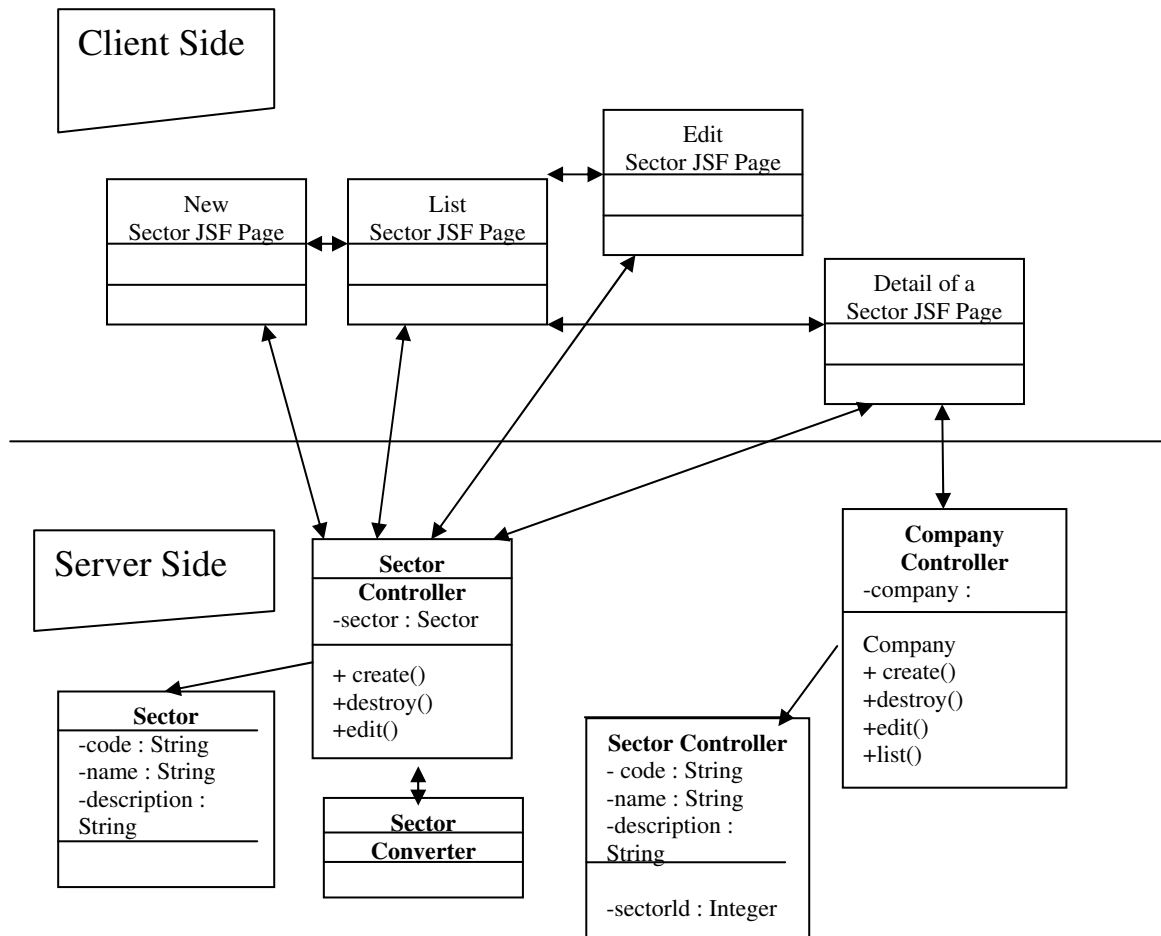 Client Side
Edit
Sector JSF Page
New
Sector JSF Page
List
Sector JSF Page
Detail of a
Sector JSF Page
Server Side
Sector
Controller
-sector : Sector
+ create()
+destroy()
+edit()
Company
Controller
-company :
Company
+ create()
+destroy()
+edit()
+list()
Sector
-code : String
-name : String
-description :
String
Sector
Converter
Sector Controller
- code : String
-name : String
-description :
String
-sectorld : Integer